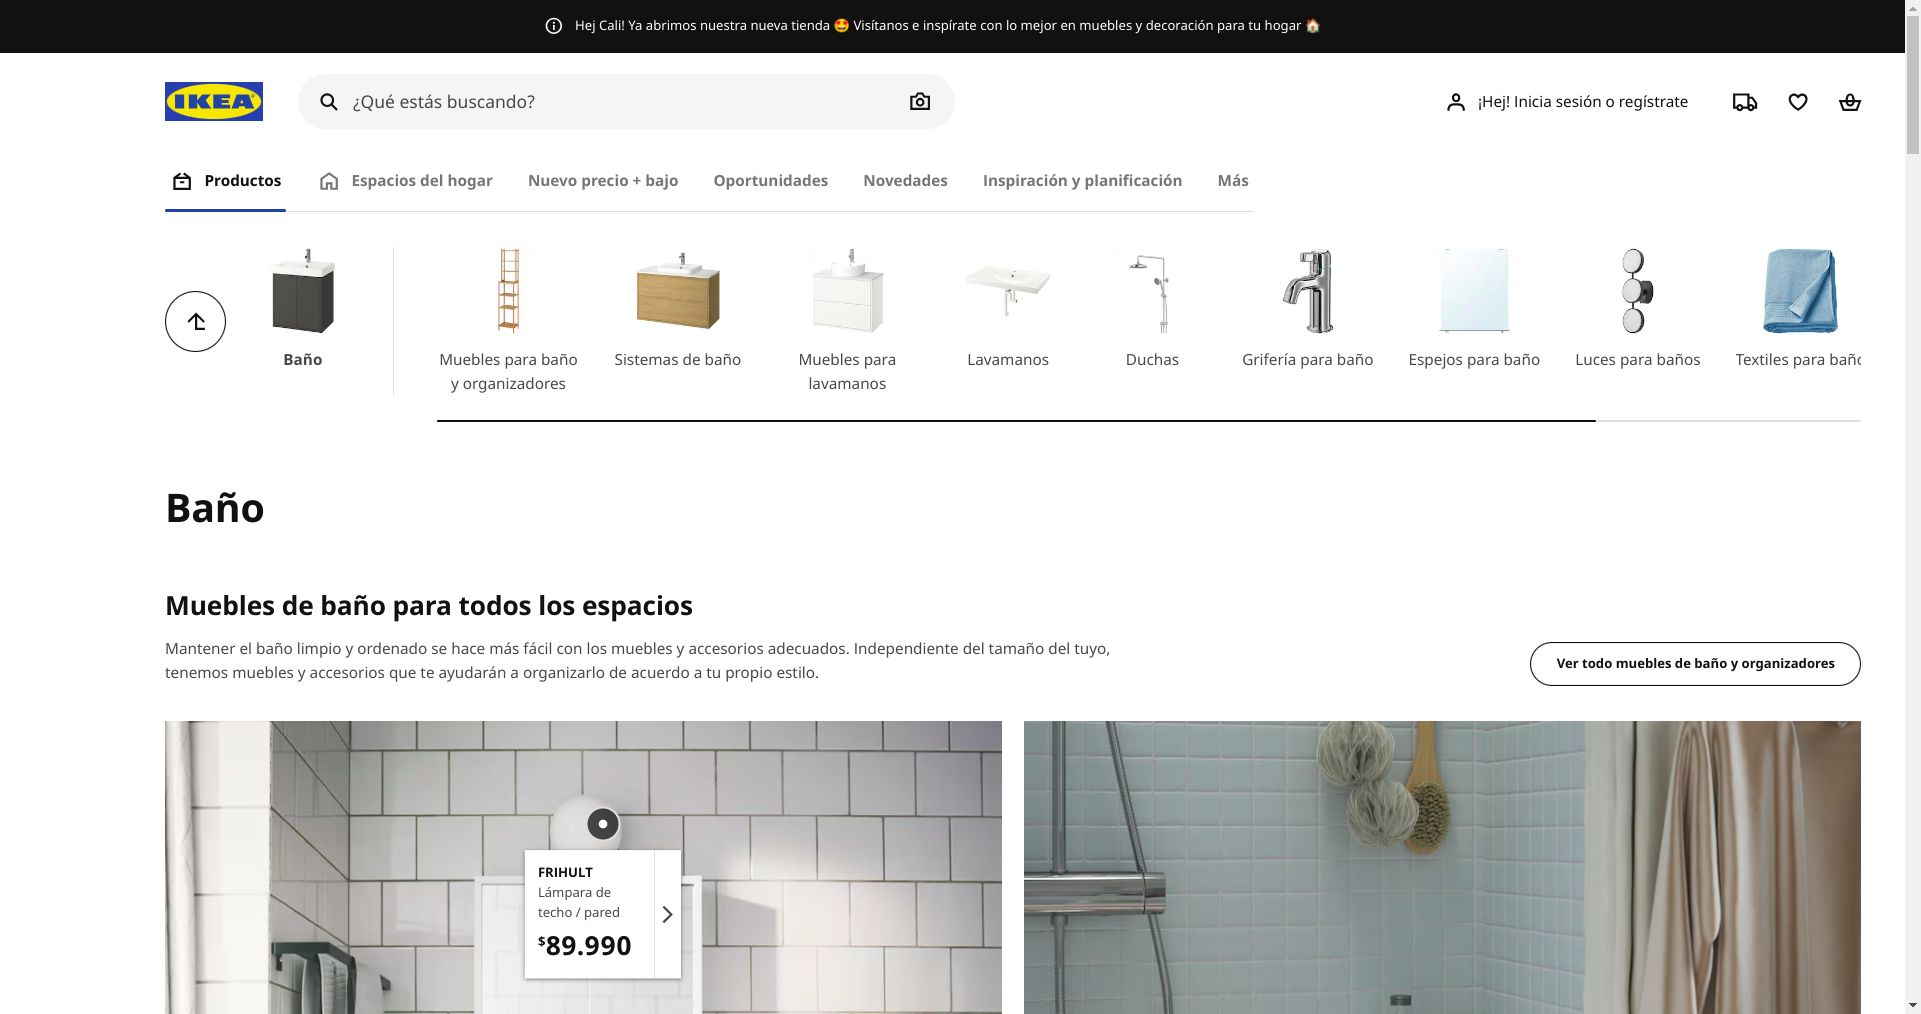 Hej Cali! Ya abrimos nuestra nueva tienda 🤩 Visítanos e inspírate con lo mejor en muebles y decoración para tu hogar 🏠
IKEA
¿Qué estás buscando?
¡Hej! Inicia sesión o regístrate
Productos
Espacios del hogar
Nuevo precio + bajo
Oportunidades
Novedades
Inspiración y planificación
Más
Baño
Muebles para baño
y organizadores
Sistemas de baño
Muebles para
lavamanos
Lavamanos
Duchas
Grifería para baño
Espejos para baño
Luces para baños
Textiles para baño
Baño
Muebles de baño para todos los espacios
Mantener el baño limpio y ordenado se hace más fácil con los muebles y accesorios adecuados. Independiente del tamaño del tuyo,
tenemos muebles y accesorios que te ayudarán a organizarlo de acuerdo a tu propio estilo.
Ver todo muebles de baño y organizadores
FRIHULT
Lámpara de
techo / pared
$89.990